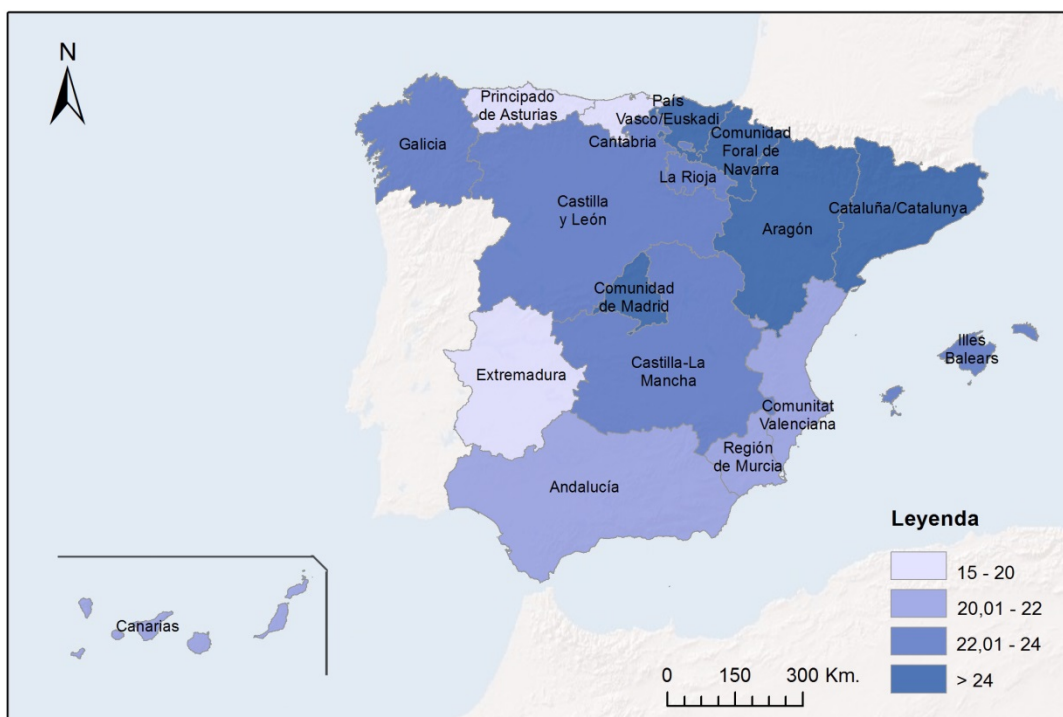 N
Principado
de Asturias
País
Vasco/Euskadi
Cantabria
Comunidad
Foral de
Navarra
Galicia
La Rioja
Castilla
y León
Cataluña/Catalunya
Aragón
Comunidad
de Madrid
Illes
Balears
Extremadura
Castilla-La
Mancha
Comunitat
Valenciana
Región
de Murcia
Andalucía
Canarias
Leyenda
15 - 20
20,01 - 22
22,01 - 24
> 24
0 150 300 Km.